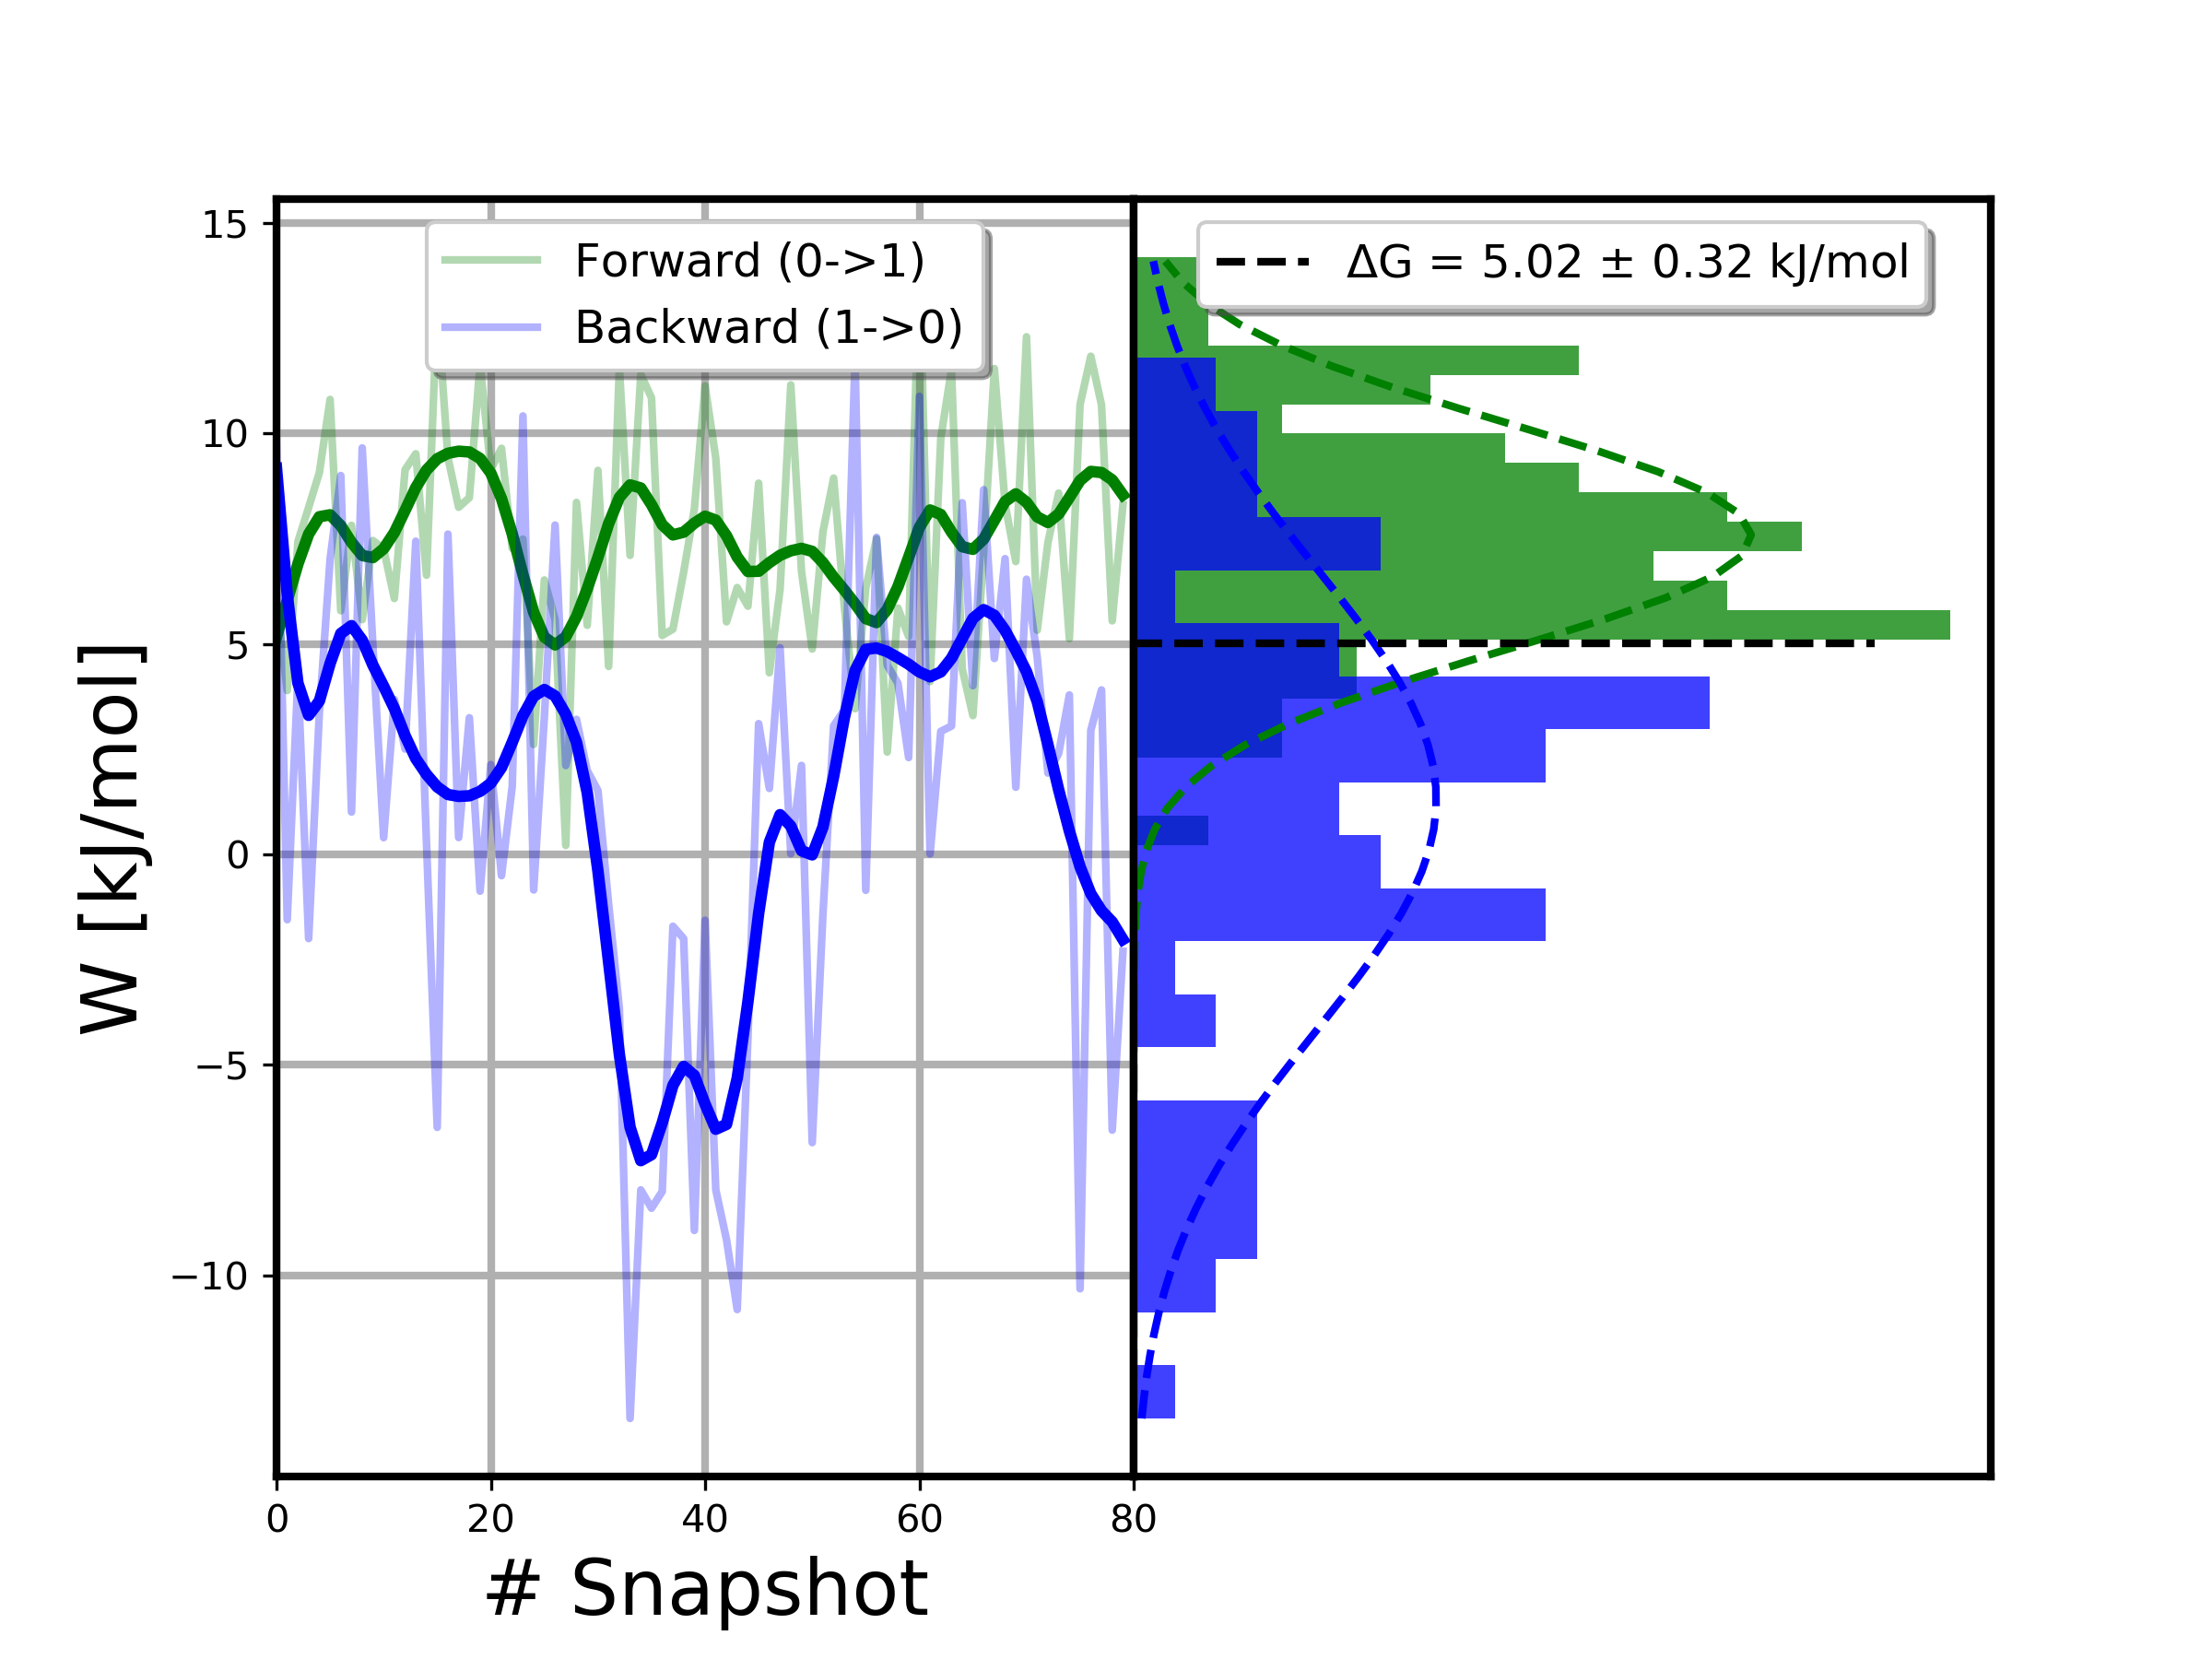 Forward (0->1)
Backward (1->0)
ΔG = 5.02 ± 0.32 kJ/mol
W [kJ/mol]
15
10
5
0
−5
−10
0 20 40 60 80
# Snapshot